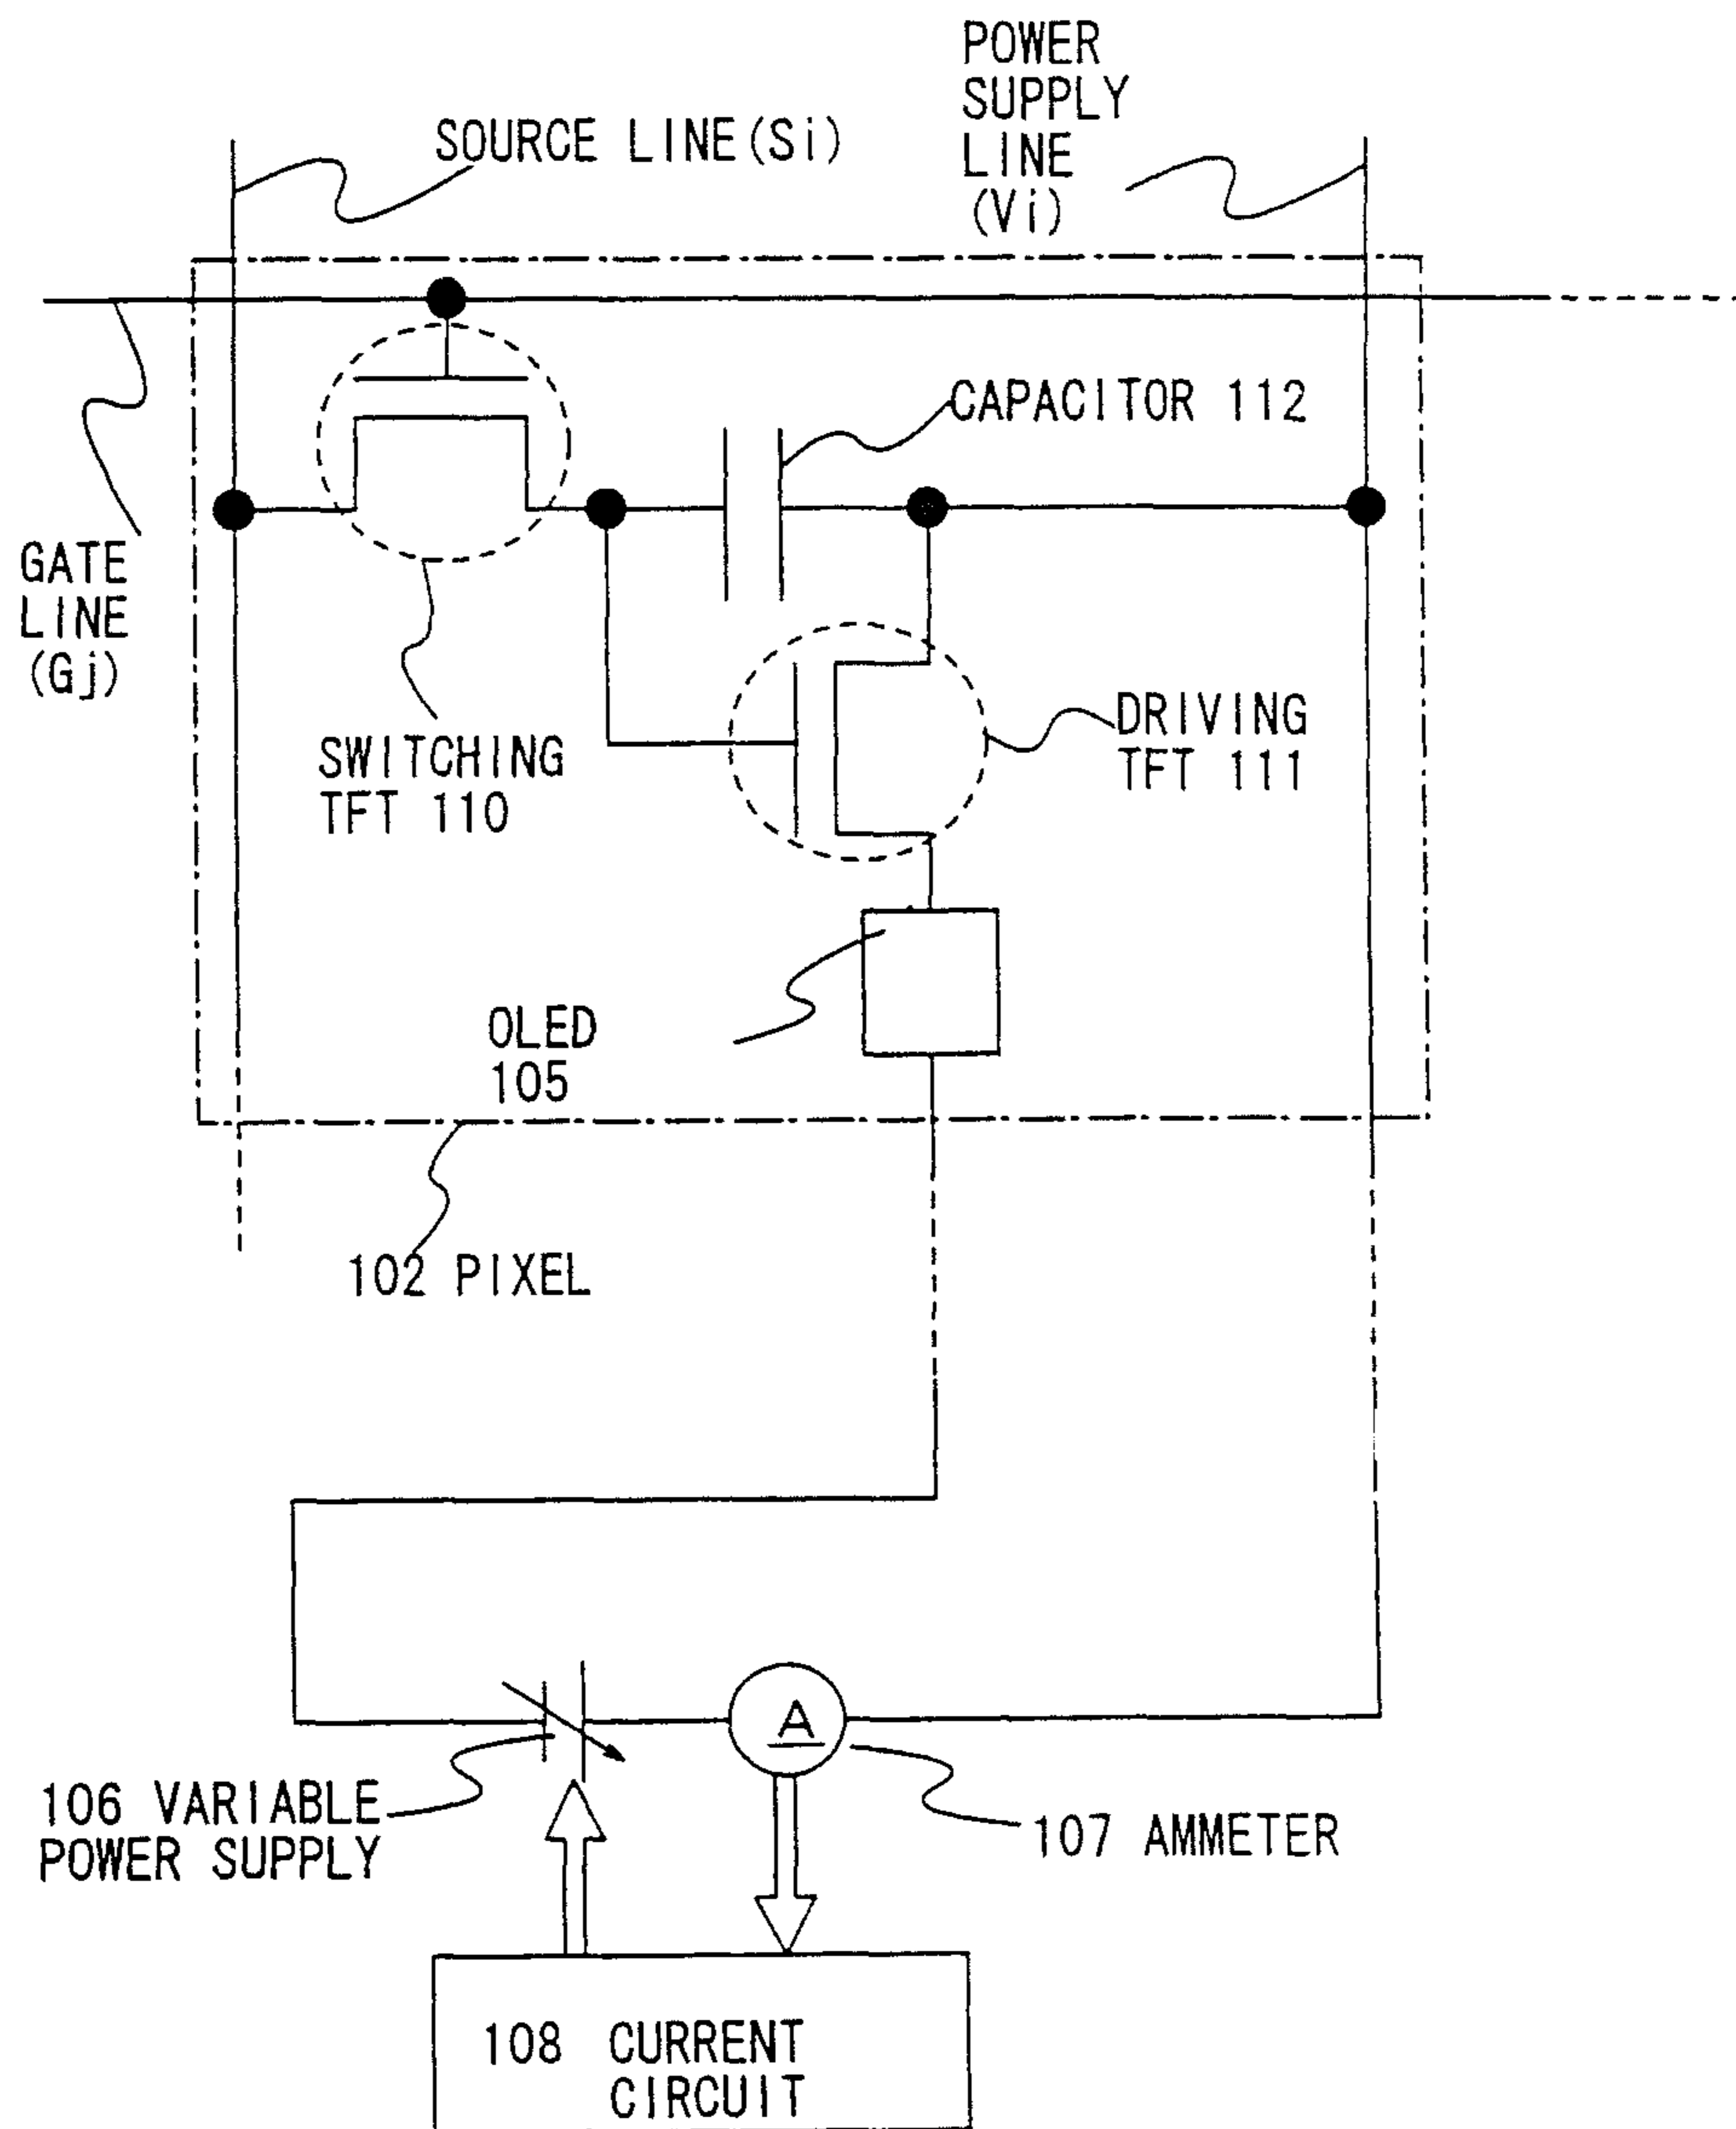 POWER
SUPPLY
LINE
(Vi)
SOURCE LINE(Si)
CAPACITOR 112
GATE
LINE
(Gj)
SWITCHING
TFT 110
DRIVING
TFT 111
OLED
105
102 PIXEL
A
106 VARIABLE
POWER SUPPLY
107 AMMETER
108 CURRENT
CIRCUIT